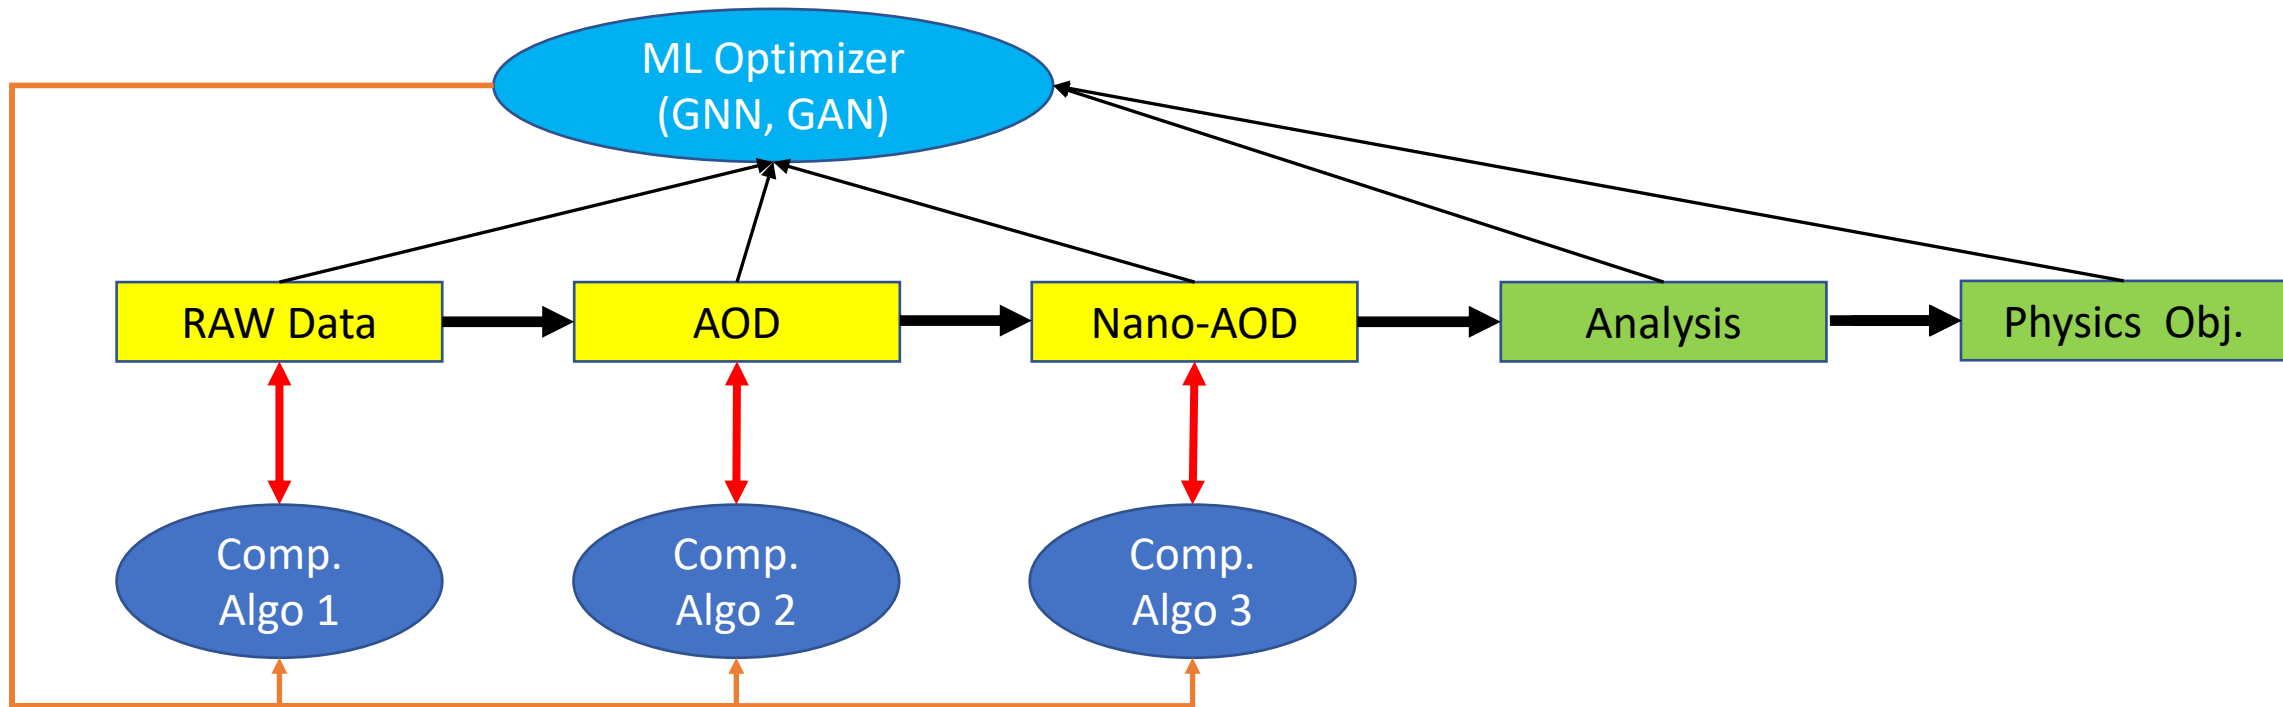 ML Optimizer
(GNN, GAN)
RAW Data
AOD
Nano-AOD
Analysis
Physics  Obj.
Comp.
Algo 1
Comp.
Algo 2
Comp.
Algo 3